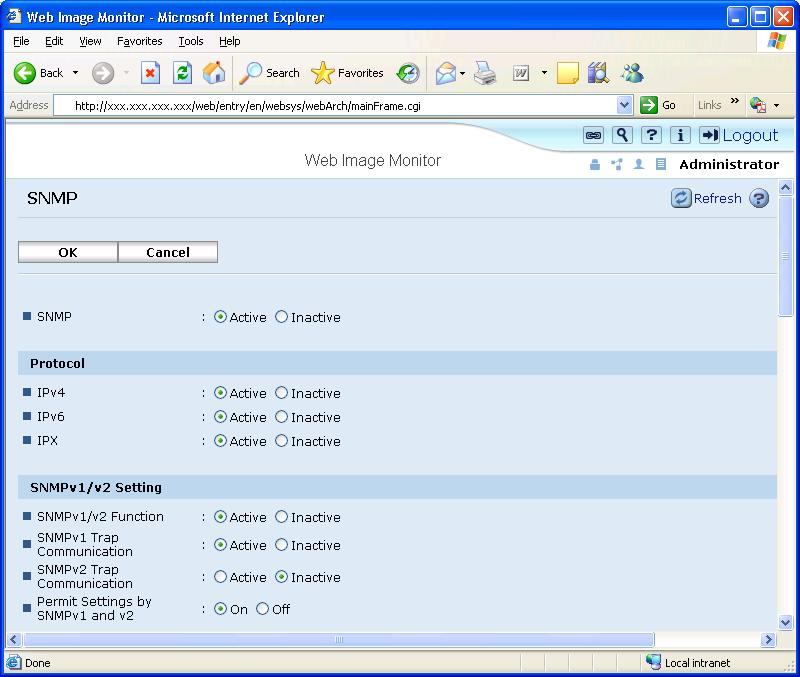 Web Image Monitor - Microsoft Internet Explorer
File Edit View Favorites Tools Help
Back Search Favorites
Address http://xxx.xxx.xxx.xxx/web/entry/en/websys/webArch/mainFrame.cgi Go Links »
Logout
Web Image Monitor
Administrator
SNMP Refresh
OK Cancel
SNMP : Active Inactive
Protocol
IPv4 : Active Inactive
IPv6 : Active Inactive
IPX : Active Inactive
SNMPv1/v2 Setting
SNMPv1/v2 Function : Active Inactive
SNMPv1 Trap
Communication : Active Inactive
SNMPv2 Trap
Communication : Active Inactive
Permit Settings by
SNMPv1 and v2 : On Off
Done Local intranet